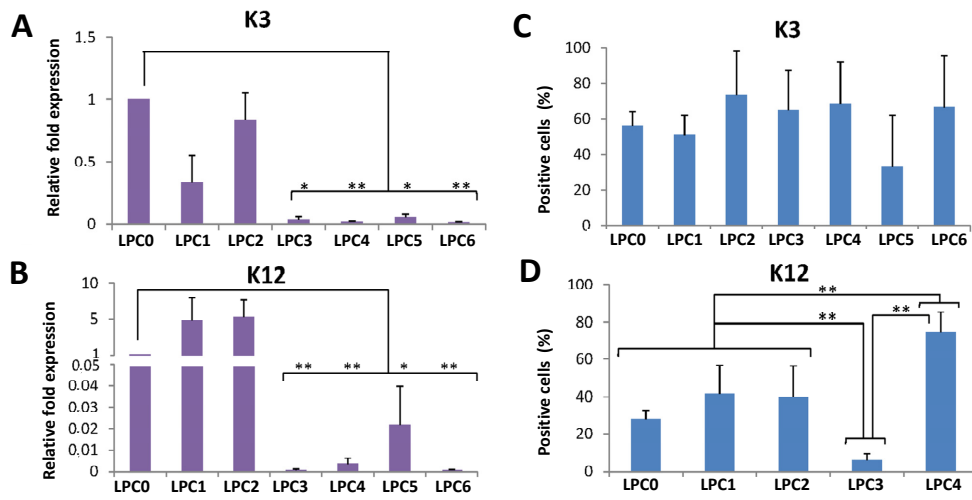 A
K3
Relative fold expression
1.5
1
0.5
0
* ** * **
LPC0 LPC1 LPC2 LPC3 LPC4 LPC5 LPC6
B
K12
Relative fold expression
10
5
1
0.05
0.04
0.03
0.02
0.01
0
** ** * **
LPC0 LPC1 LPC2 LPC3 LPC4 LPC5 LPC6
C
K3
Positive cells (%)
100
80
60
40
20
0
LPC0 LPC1 LPC2 LPC3 LPC4 LPC5 LPC6
D
K12
Positive cells (%)
100
80
60
40
20
0
**
** **
LPC0 LPC1 LPC2 LPC3 LPC4